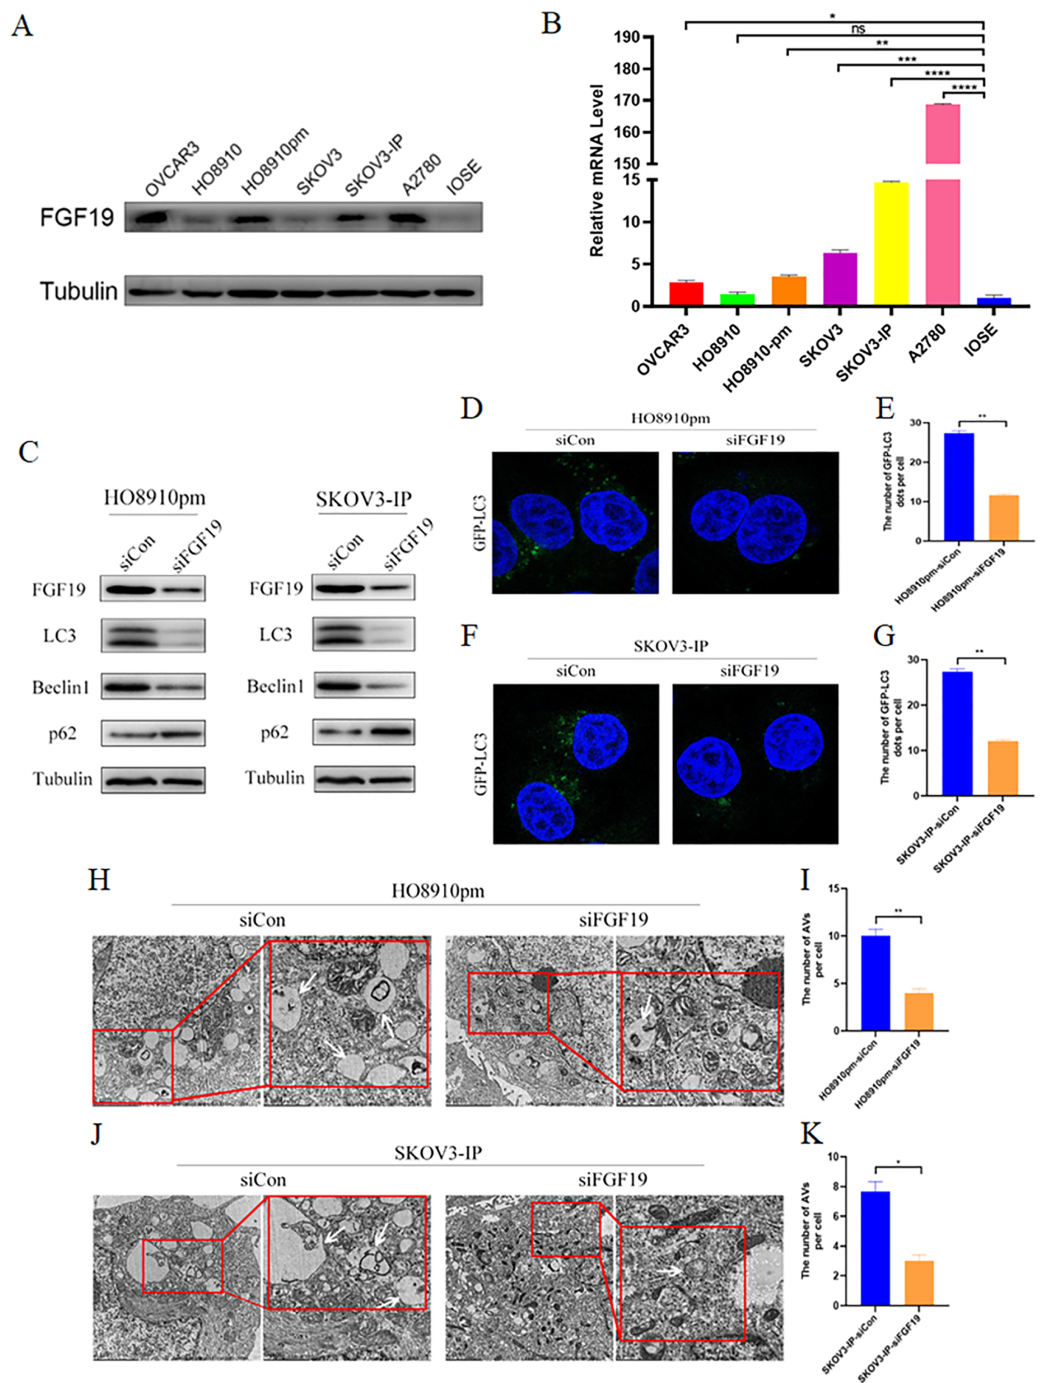 A
OVCAR3 HO8910 HO8910pm SKOV3 SKOV3-IP A2780 IOSE
FGF19
Tubulin
B
*
ns
**
***
****
****
Relative mRNA Level
190
180
170
160
150
15
10
5
0
OVCAR3 HO8910 HO8910-pm SKOV3 SKOV3-IP A2780 IOSE
C
HO8910pm SKOV3-IP
siCon siFGF19 siCon siFGF19
FGF19 FGF19
LC3 LC3
Beclin1 Beclin1
p62 p62
Tubulin Tubulin
D
HO8910pm
siCon siFGF19
GFP-LC3
E
The number of GFP-LC3
dots per cell
30
20
10
0
**
HO8910pm-siCon HO8910pm-siFGF19
F
SKOV3-IP
siCon siFGF19
GFP-LC3
G
The number of GFP-LC3
dots per cell
30
20
10
0
**
SKOV3-IP-siCon SKOV3-IP-siFGF19
H
HO8910pm
siCon siFGF19
I
The nunber of AVs
per cell
15
10
5
0
**
HO8910pm-siCon HO8910pm-siFGF19
J
SKOV3-IP
siCon siFGF19
K
The number of AVs
per cell
10
8
6
4
2
0
*
SKOV3-IP-siCon SKOV3-IP-siFGF19